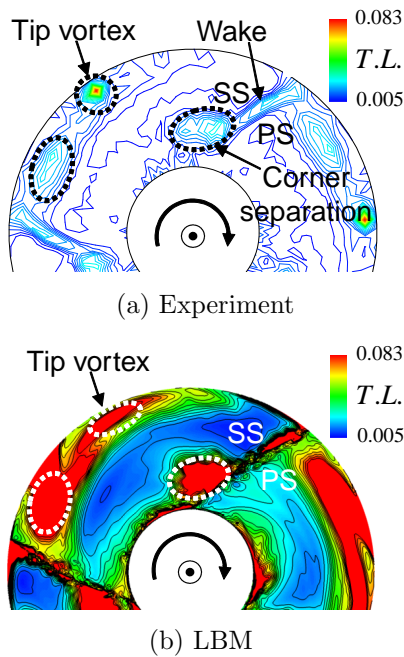 Tip vortex
Wake
0.083
SS
T.L.
PS
0.005
Corner
separation
(a) Experiment
Tip vortex
0.083
SS
T.L.
PS
0.005
(b) LBM